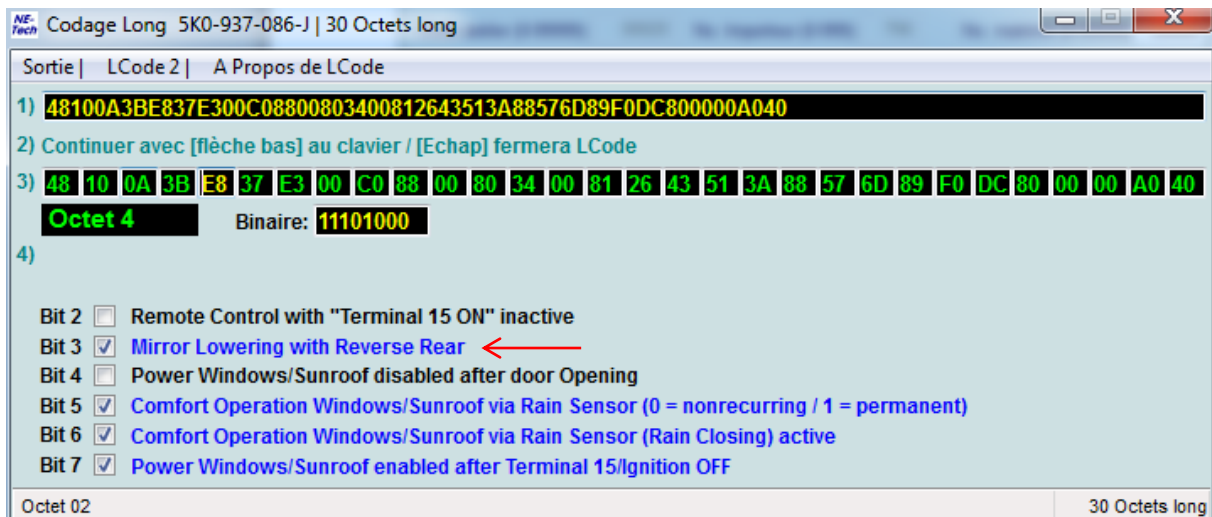 NE-Tech Codage Long 5K0-937-086-J | 30 Octets long
Sortie | LCode 2 | A Propos de LCode
1) 48100A3BE837E300C08800803400812643513A88576D89F0DC800000A040
2) Continuer avec [flèche bas] au clavier / [Echap] fermera LCode
3) 48 10 0A 3B E8 37 E3 00 C0 88 00 80 34 00 81 26 43 51 3A 88 57 6D 89 F0 DC 80 00 00 A0 40
Octet 4 Binaire: 11101000
4)
Bit 2 Remote Control with "Terminal 15 ON" inactive
Bit 3 Mirror Lowering with Reverse Rear
Bit 4 Power Windows/Sunroof disabled after door Opening
Bit 5 Comfort Operation Windows/Sunroof via Rain Sensor (0 = nonrecurring / 1 = permanent)
Bit 6 Comfort Operation Windows/Sunroof via Rain Sensor (Rain Closing) active
Bit 7 Power Windows/Sunroof enabled after Terminal 15/Ignition OFF
Octet 02 30 Octets long